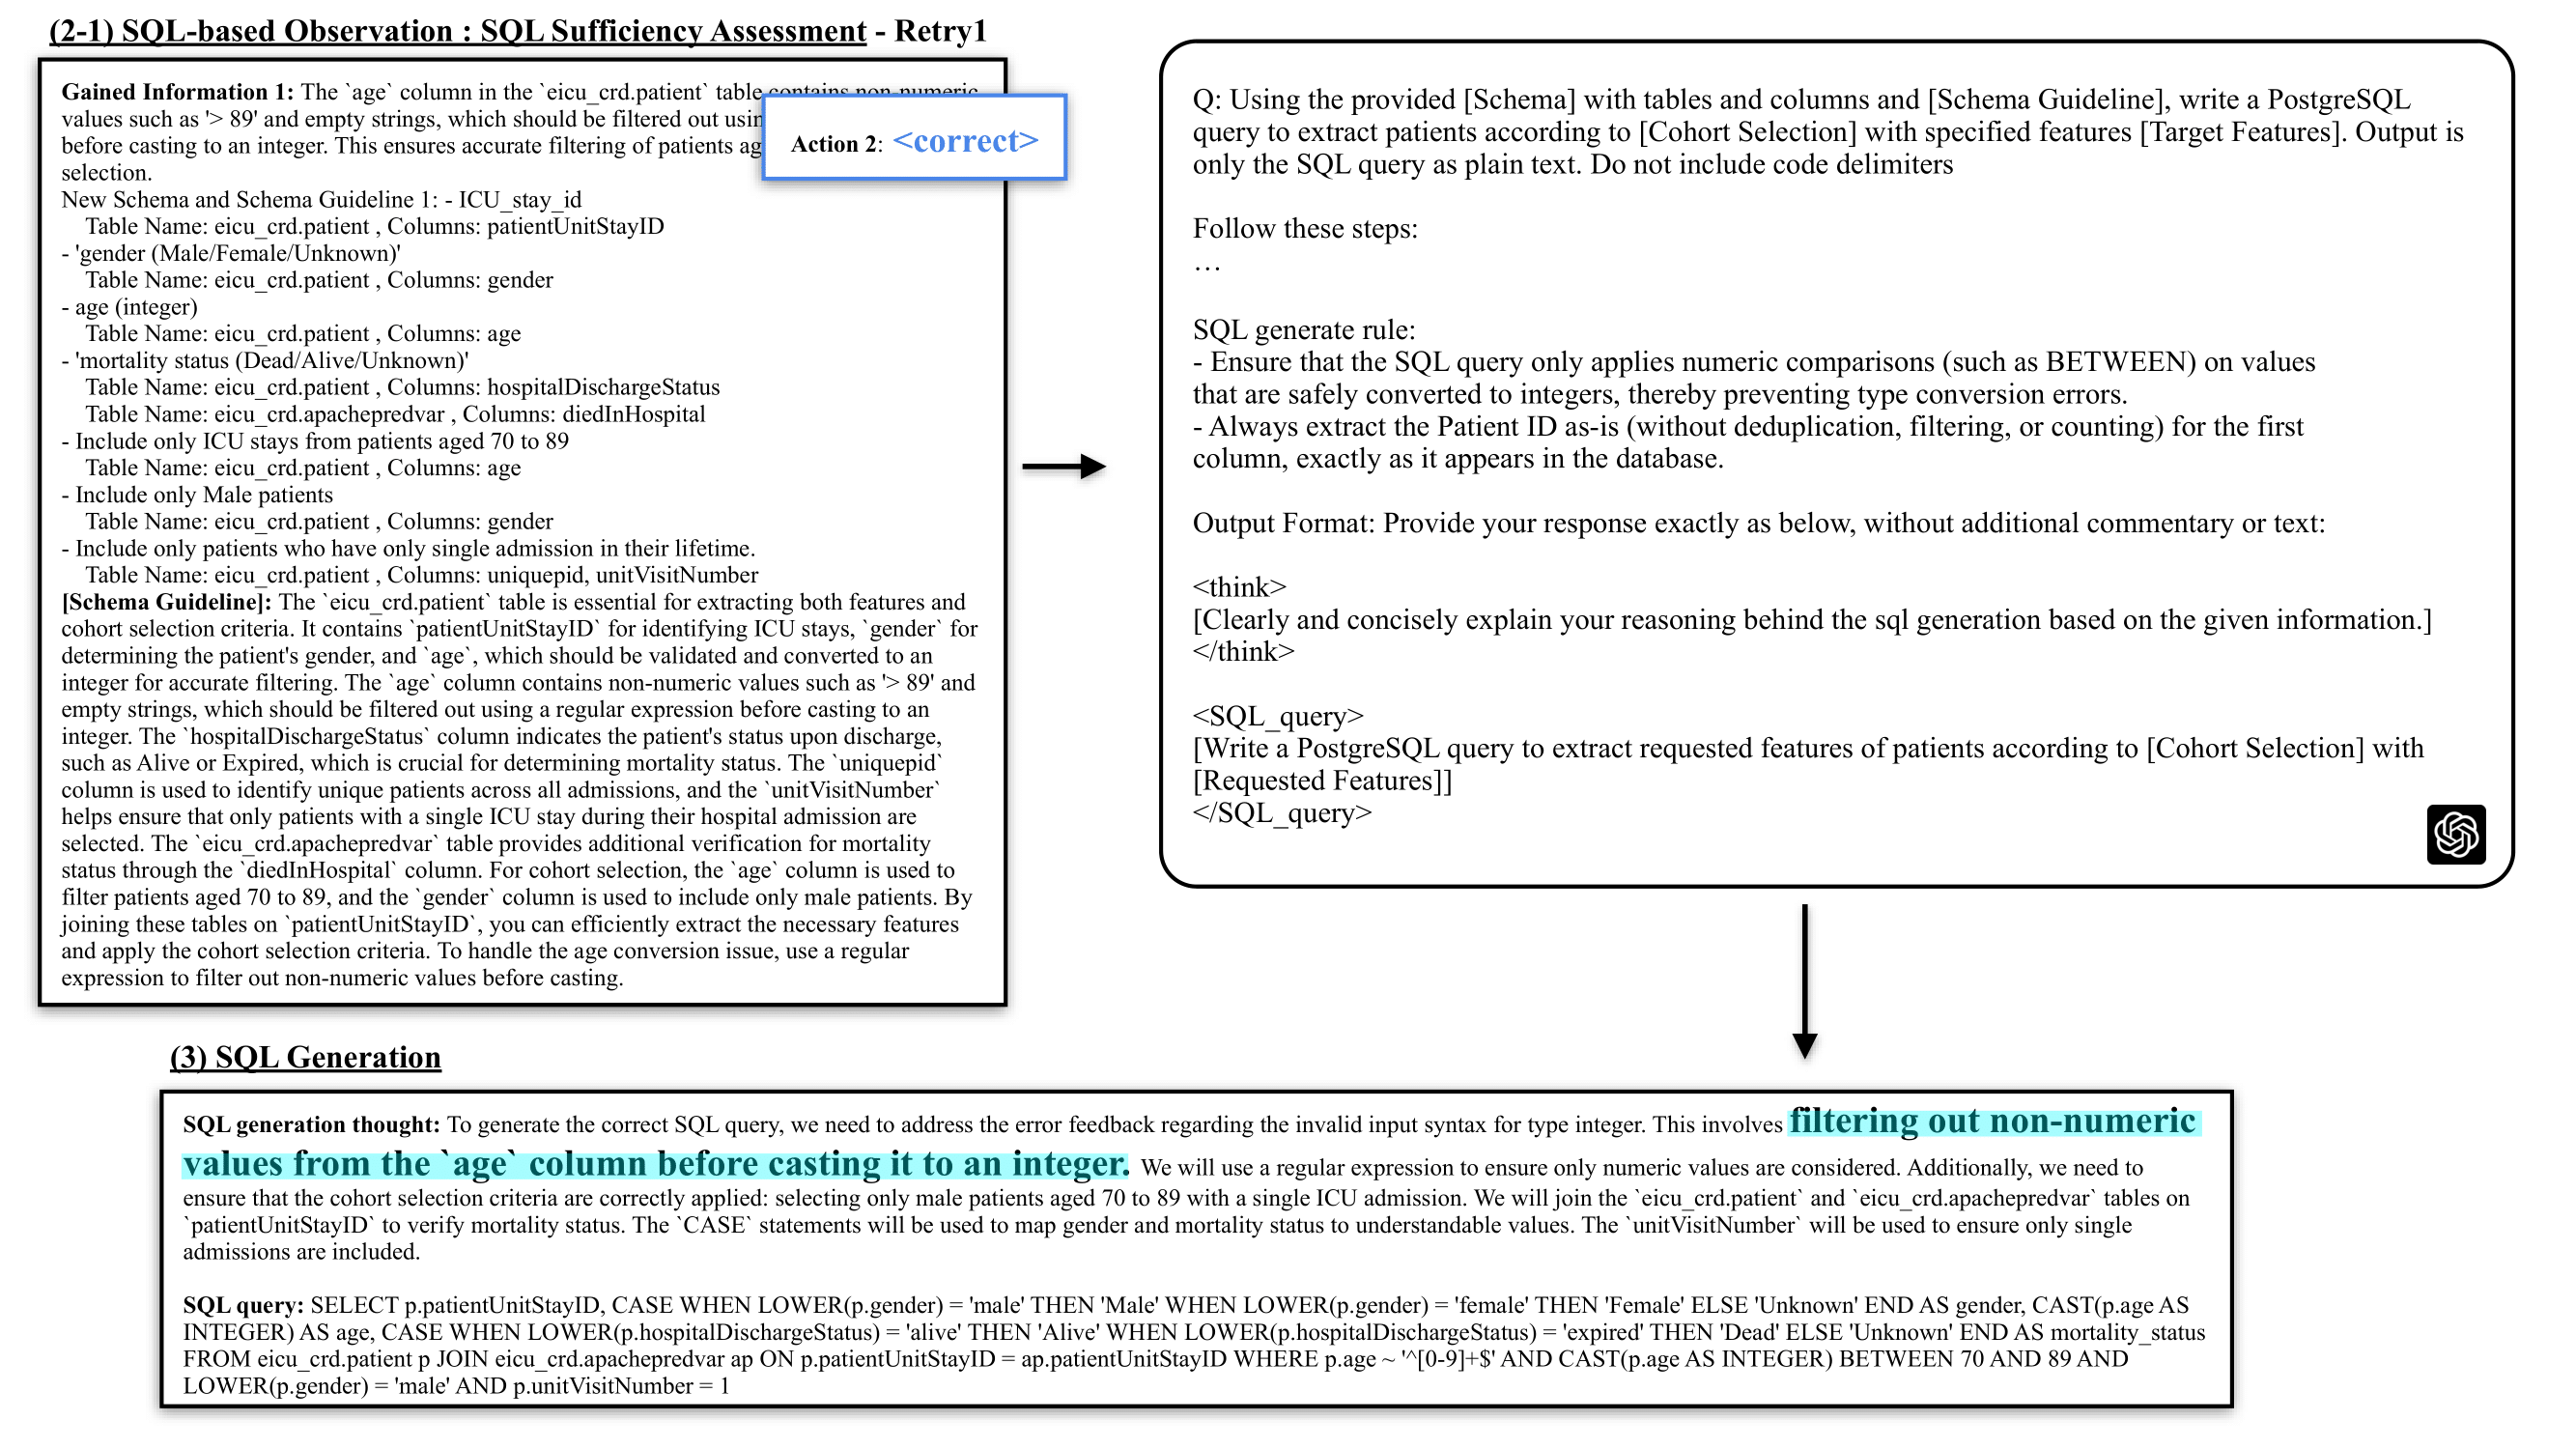 (2-1) SQL-based Observation : SQL Sufficiency Assessment - Retry1
Gained Information 1: The `age` column in the `eicu_crd.patient` table contains non-numeric
values such as '> 89' and empty strings, which should be filtered out usin
before casting to an integer. This ensures accurate filtering of patients ag
selection.
New Schema and Schema Guideline 1: - ICU_stay_id
Table Name: eicu_crd.patient , Columns: patientUnitStayID
- 'gender (Male/Female/Unknown)'
Table Name: eicu_crd.patient , Columns: gender
- age (integer)
Table Name: eicu_crd.patient , Columns: age
- 'mortality status (Dead/Alive/Unknown)'
Table Name: eicu_crd.patient , Columns: hospitalDischargeStatus
Table Name: eicu_crd.apachepredvar , Columns: diedInHospital
- Include only ICU stays from patients aged 70 to 89
Table Name: eicu_crd.patient , Columns: age
- Include only Male patients
Table Name: eicu_crd.patient , Columns: gender
- Include only patients who have only single admission in their lifetime.
Table Name: eicu_crd.patient , Columns: uniquepid, unitVisitNumber
[Schema Guideline]: The `eicu_crd.patient` table is essential for extracting both features and
cohort selection criteria. It contains `patientUnitStayID` for identifying ICU stays, `gender` for
determining the patient's gender, and `age`, which should be validated and converted to an
integer for accurate filtering. The `age` column contains non-numeric values such as '> 89' and
empty strings, which should be filtered out using a regular expression before casting to an
integer. The `hospitalDischargeStatus` column indicates the patient's status upon discharge,
such as Alive or Expired, which is crucial for determining mortality status. The `uniquepid`
column is used to identify unique patients across all admissions, and the `unitVisitNumber`
helps ensure that only patients with a single ICU stay during their hospital admission are
selected. The `eicu_crd.apachepredvar` table provides additional verification for mortality
status through the `diedInHospital` column. For cohort selection, the `age` column is used to
filter patients aged 70 to 89, and the `gender` column is used to include only male patients. By
joining these tables on `patientUnitStayID`, you can efficiently extract the necessary features
and apply the cohort selection criteria. To handle the age conversion issue, use a regular
expression to filter out non-numeric values before casting.
Action 2: <correct>
Q: Using the provided [Schema] with tables and columns and [Schema Guideline], write a PostgreSQL
query to extract patients according to [Cohort Selection] with specified features [Target Features]. Output is
only the SQL query as plain text. Do not include code delimiters
Follow these steps:
…
SQL generate rule:
- Ensure that the SQL query only applies numeric comparisons (such as BETWEEN) on values
that are safely converted to integers, thereby preventing type conversion errors.
- Always extract the Patient ID as-is (without deduplication, filtering, or counting) for the first
column, exactly as it appears in the database.
Output Format: Provide your response exactly as below, without additional commentary or text:
<think>
[Clearly and concisely explain your reasoning behind the sql generation based on the given information.]
</think>
<SQL_query>
[Write a PostgreSQL query to extract requested features of patients according to [Cohort Selection] with
[Requested Features]]
</SQL_query>
(3) SQL Generation
SQL generation thought: To generate the correct SQL query, we need to address the error feedback regarding the invalid input syntax for type integer. This involves filtering out non-numeric
values from the `age` column before casting it to an integer. We will use a regular expression to ensure only numeric values are considered. Additionally, we need to
ensure that the cohort selection criteria are correctly applied: selecting only male patients aged 70 to 89 with a single ICU admission. We will join the `eicu_crd.patient` and `eicu_crd.apachepredvar` tables on
`patientUnitStayID` to verify mortality status. The `CASE` statements will be used to map gender and mortality status to understandable values. The `unitVisitNumber` will be used to ensure only single
admissions are included.
SQL query: SELECT p.patientUnitStayID, CASE WHEN LOWER(p.gender) = 'male' THEN 'Male' WHEN LOWER(p.gender) = 'female' THEN 'Female' ELSE 'Unknown' END AS gender, CAST(p.age AS
INTEGER) AS age, CASE WHEN LOWER(p.hospitalDischargeStatus) = 'alive' THEN 'Alive' WHEN LOWER(p.hospitalDischargeStatus) = 'expired' THEN 'Dead' ELSE 'Unknown' END AS mortality_status
FROM eicu_crd.patient p JOIN eicu_crd.apachepredvar ap ON p.patientUnitStayID = ap.patientUnitStayID WHERE p.age ~ '^[0-9]+$' AND CAST(p.age AS INTEGER) BETWEEN 70 AND 89 AND
LOWER(p.gender) = 'male' AND p.unitVisitNumber = 1